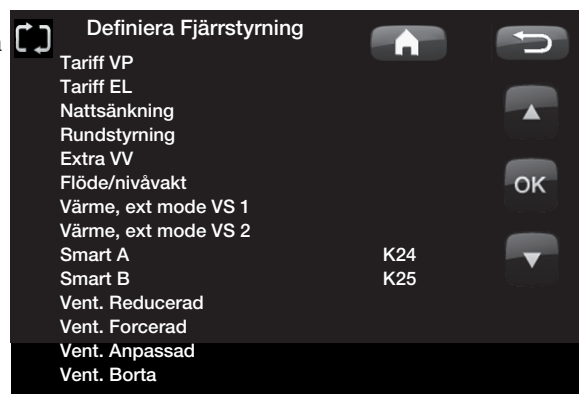 Definiera Fjärrstyrning
Tariff VP
Tariff EL
Nattsänkning
Rundstyrning
Extra VV
Flöde/nivåvakt
OK
Värme, ext mode VS 1
Värme, ext mode VS 2
Smart A K24
Smart B K25
Vent. Reducerad
Vent. Forcerad
Vent. Anpassad
Vent. Borta